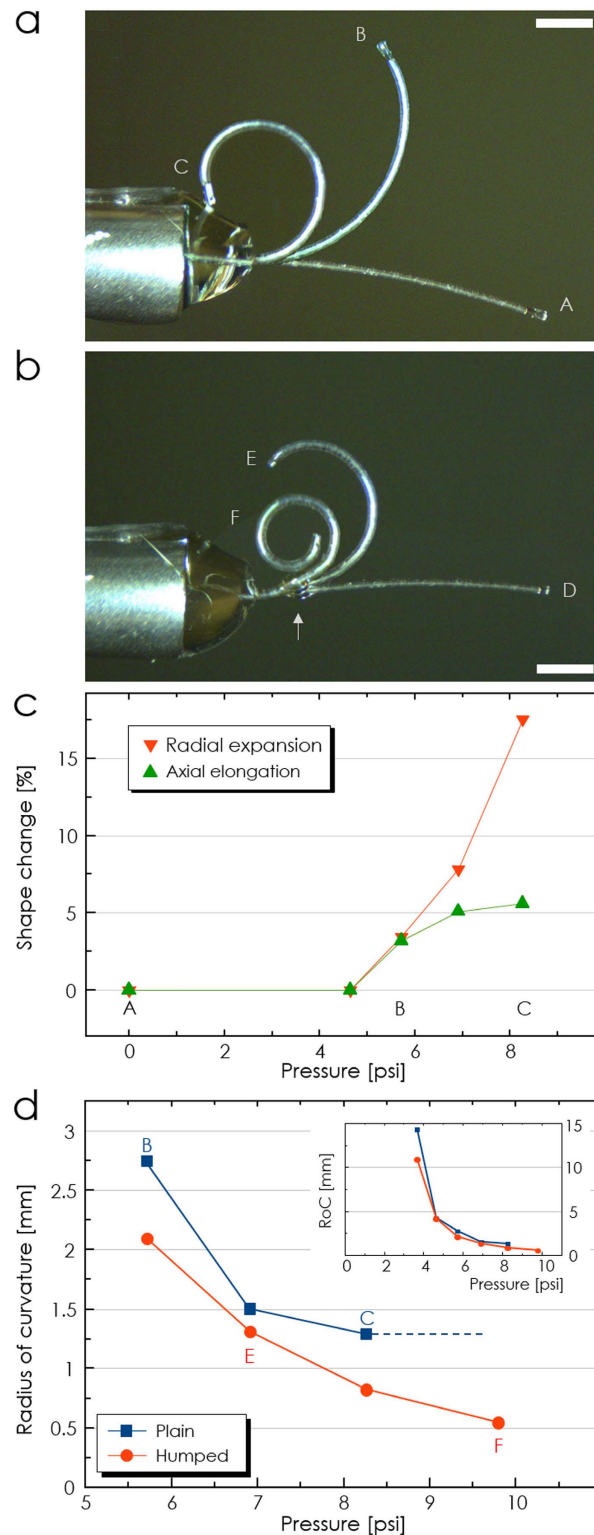 a
B
C
A
b
E
F
D
c
Radial expansion
Axial elongation
Shape change [%]
15
10
5
0
A
B
C
0 2 4 6 8
Pressure [psi]
d
Radius of curvature [mm]
3
2.5
2
1.5
1
0.5
0
B
C
E
F
Plain
Humped
5 6 7 8 9 10
Pressure [psi]
RoC [mm]
15
10
5
0
0 2 4 6 8 10
Pressure [psi]